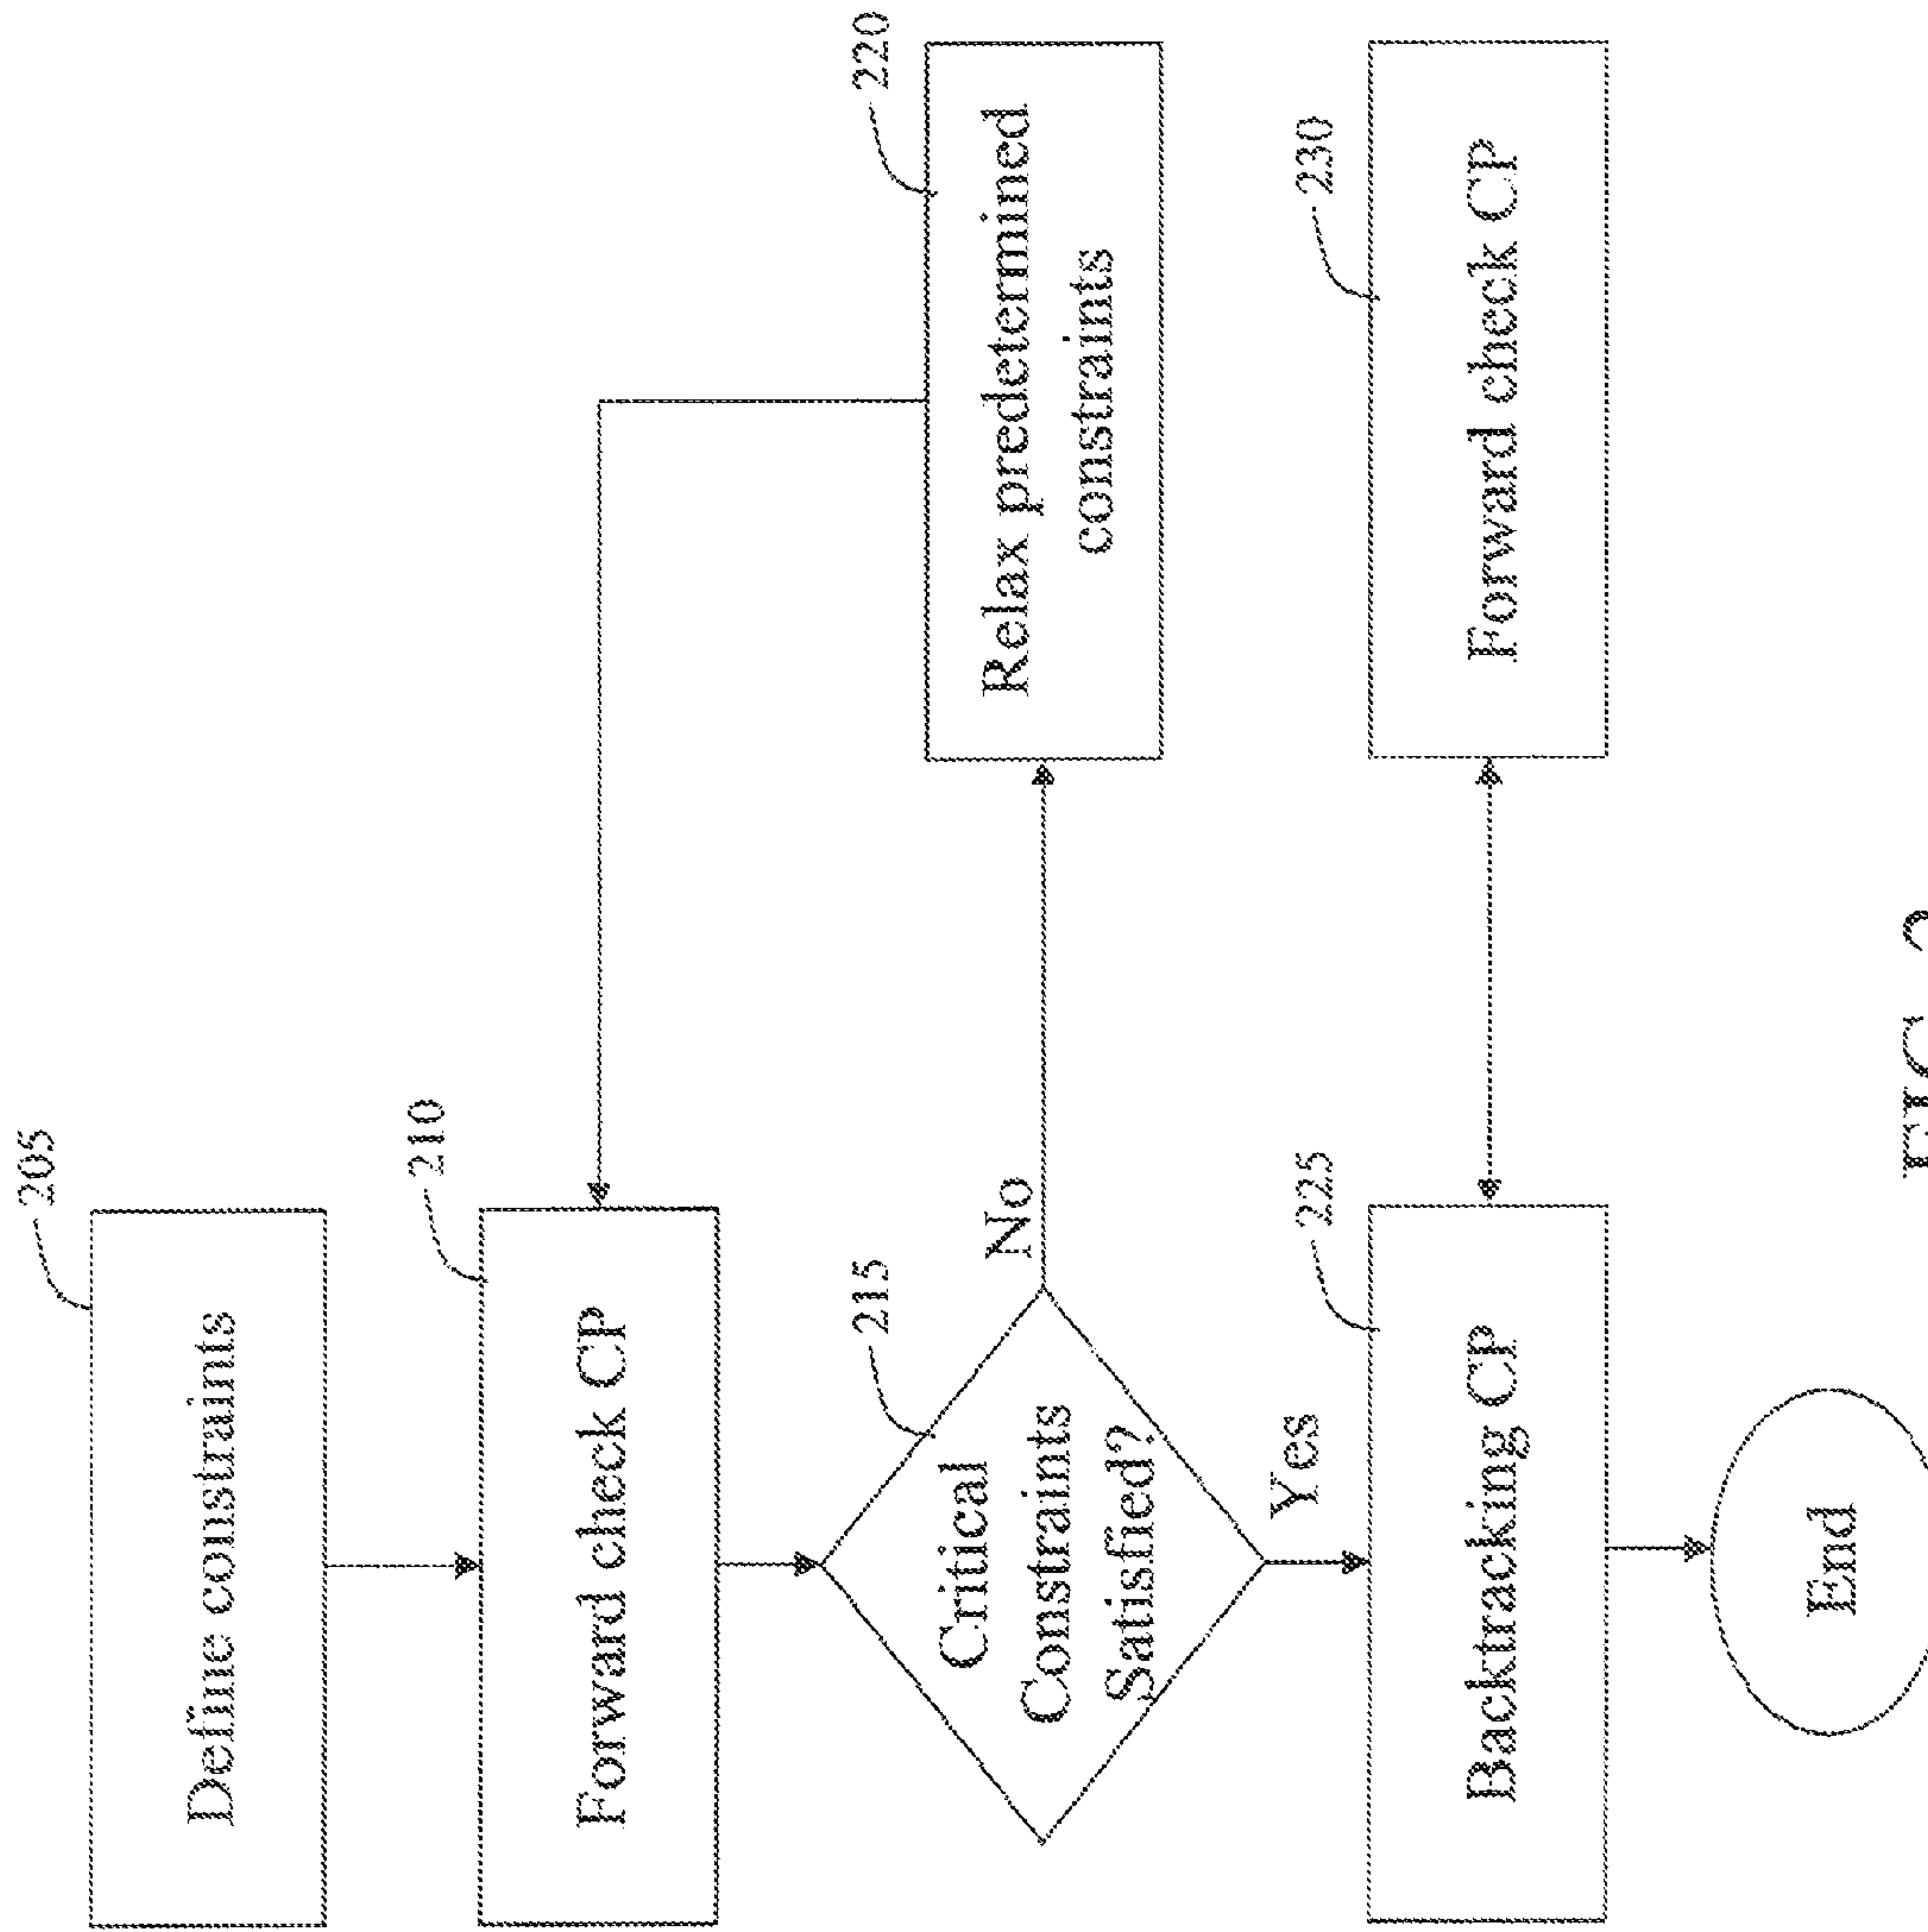 205
Define constraints
210
Forward check CP
215
Critical
Constraints
Satisfied?
No
220
Relax predetermined
constraints
Yes
225
Backtracking CP
230
Forward check CP
End